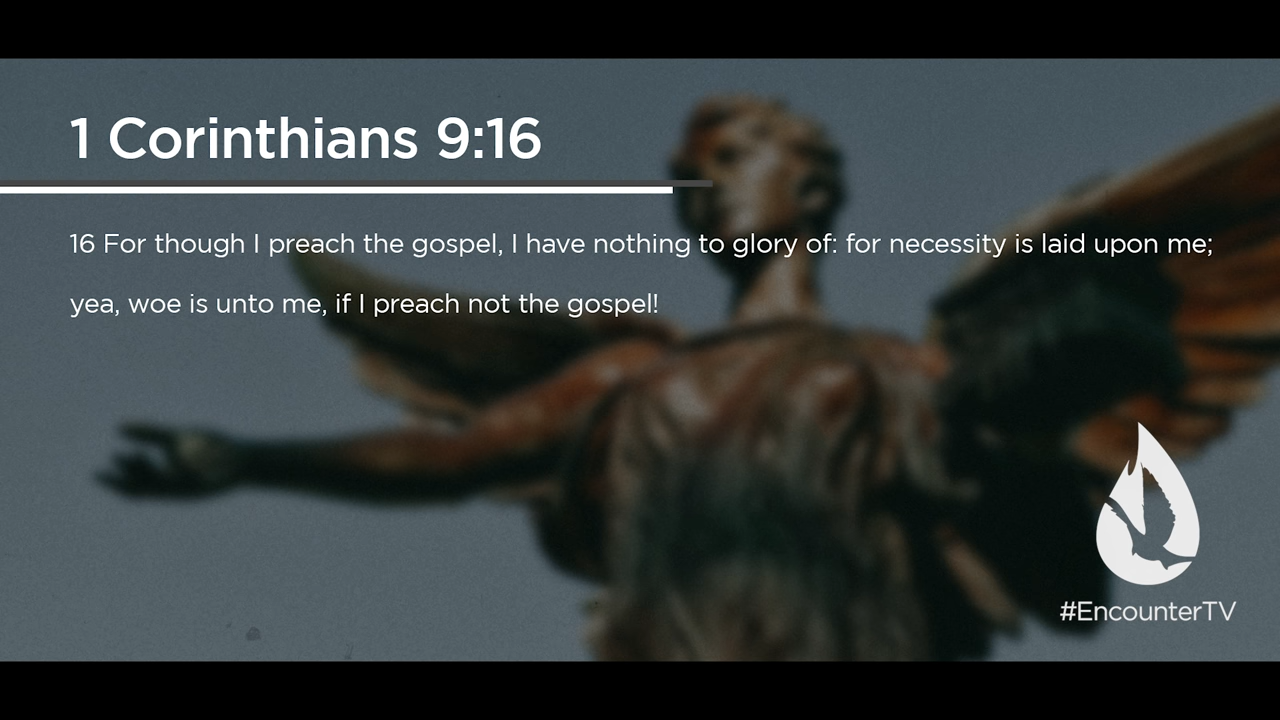 1 Corinthians 9:16
16 For though I preach the gospel, I have nothing to glory of: for necessity is laid upon me;
yea, woe is unto me, if I preach not the gospel!
#EncounterTV